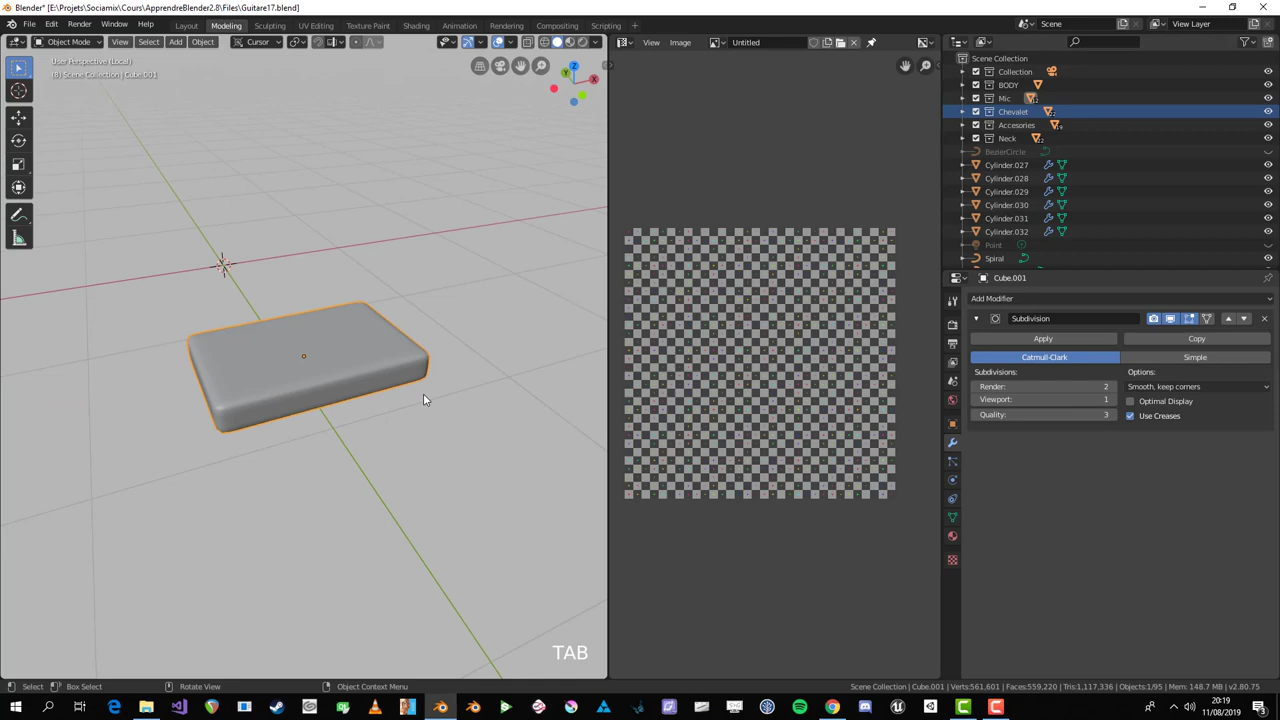 Blender* [E:\Projets\Sociamix\Cours\ApprendreBlender2.8\Files\Guitare17.blend]
File Edit Render Window Help Layout Modeling Sculpting UV Editing Texture Paint Shading Animation Rendering Compositing Scripting + Scene View Layer
Object Mode View Select Add Object Cursor View Image Untitled
User Perspective (Local)
(8) Scene Collection | Cube.001
Z
Y
X
Scene Collection
Collection
BODY
Mic 12
Chevalet 22
Accesories 19
Neck 22
BezierCircle
Cylinder.027
Cylinder.028
Cylinder.029
Cylinder.030
Cylinder.031
Cylinder.032
Point
Spiral
Cube.001
Add Modifier
Subdivision
Apply Copy
Catmull-Clark Simple
Subdivisions: Options:
Render: 2 Smooth, keep corners
Viewport: 1 Optimal Display
Quality: 3 Use Creases
TAB
Select Box Select Rotate View Object Context Menu Scene Collection | Cube.001 | Verts:561,601 | Faces:559,220 | Tris:1,117,336 | Objects:1/95 | Mem: 148.7 MB | v2.80.75
20:19
11/08/2019